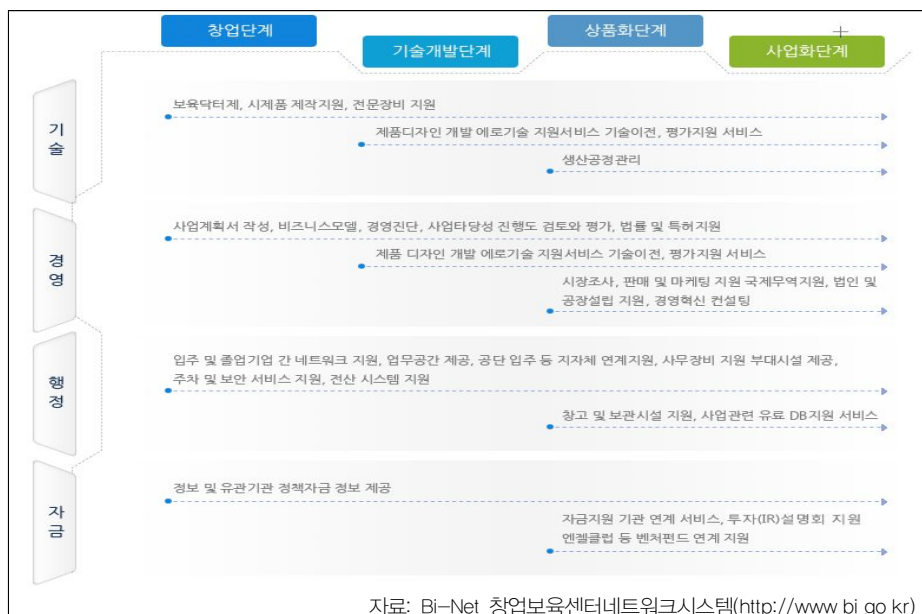 창업단계
기술개발단계
상품화단계
사업화단계
기술
보육닥터제, 시제품 제작지원, 전문장비 지원
제품디자인 개발 에로기술 지원서비스 기술이전, 평가지원 서비스
생산공정관리
경영
사업계획서 작성, 비즈니스모델, 경영진단, 사업타당성 진행도 검토와 평가, 법률 및 특허지원
제품 디자인 개발 에로기술 지원서비스 기술이전, 평가지원 서비스
시장조사, 판매 및 마케팅 지원 국제무역지원, 법인 및
공장설립 지원, 경영혁신 컨설팅
행정
입주 및 졸업기업 간 네트워크 지원, 업무공간 제공, 공단 입주 등 지자체 연계지원, 사무장비 지원 부대시설 제공,
주차 및 보안 서비스 지원, 전산 시스템 지원
창고 및 보관시설 지원, 사업관련 유료 DB지원 서비스
자금
정보 및 유관기관 정책자금 정보 제공
자금지원 기관 연계 서비스, 투자(IR)설명회 지원
엔젤클럽 등 벤처펀드 연계 지원
자료: Bi-Net 창업보육센터네트워크시스템(http://www.bi.go.kr)